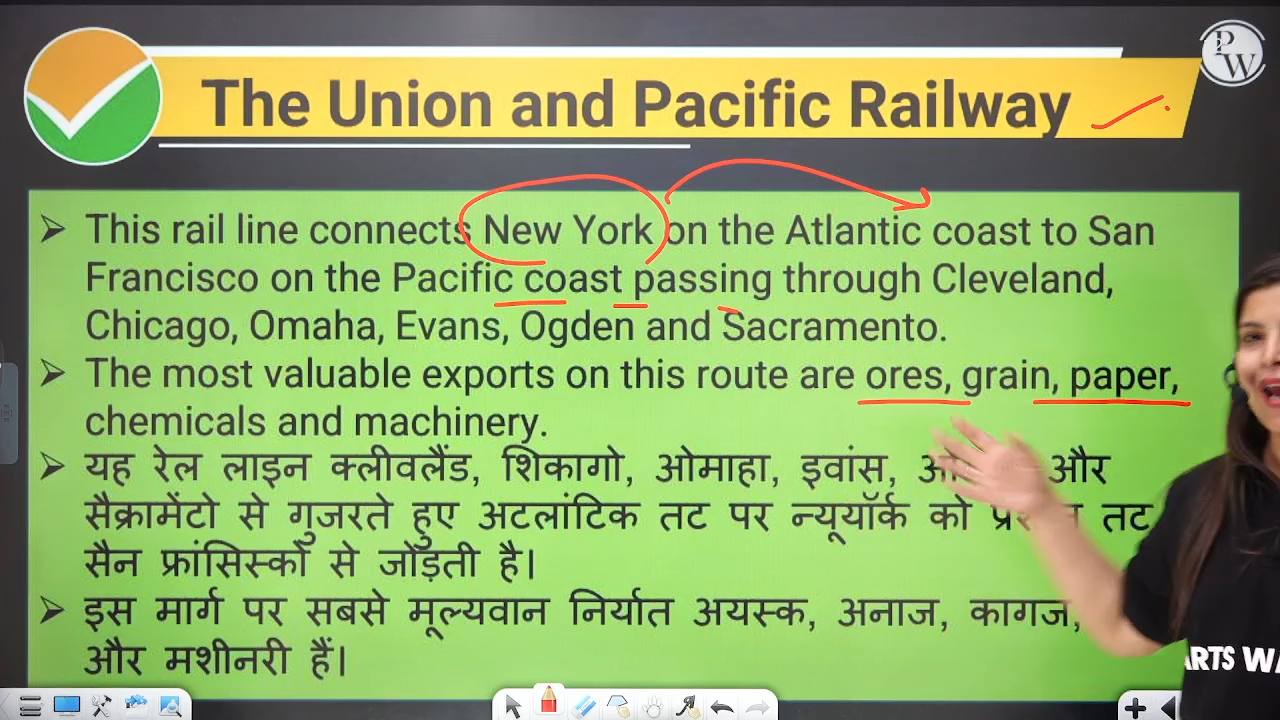 PW
The Union and Pacific Railway
This rail line connects New York on the Atlantic coast to San
Francisco on the Pacific coast passing through Cleveland,
Chicago, Omaha, Evans, Ogden and Sacramento.
The most valuable exports on this route are ores, grain, paper,
chemicals and machinery.
यह रेल लाइन क्लीवलैंड, शिकागो, ओमाहा, इवांस, और
सैक्रामेंटो से गुजरते हुए अटलांटिक तट पर न्यूयॉर्क को तट
सैन फ्रांसिस्को से जोड़ती है।
इस मार्ग पर सबसे मूल्यवान निर्यात अयस्क, अनाज, कागज,
और मशीनरी हैं।
ARTS WA